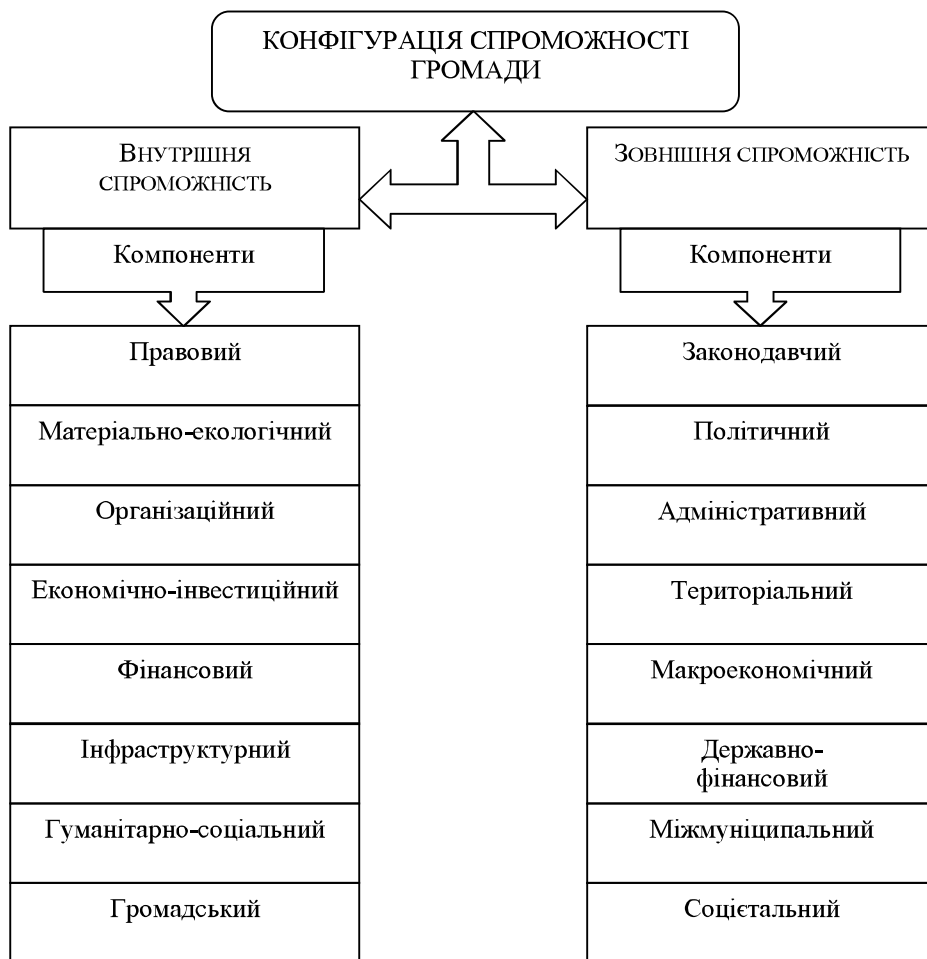 КОНФІГУРАЦІЯ СПРОМОЖНОСТІ
ГРОМАДИ
ВНУТРІШНЯ
СПРОМОЖНІСТЬ
Компоненти
Правовий
Матеріально-екологічний
Організаційний
Економічно-інвестиційний
Фінансовий
Інфраструктурний
Гуманітарно-соціальний
Громадський
ЗОВНІШНЯ СПРОМОЖНІСТЬ
Компоненти
Законодавчий
Політичний
Адміністративний
Територіальний
Макроекономічний
Державно-
фінансовий
Міжмуніципальний
Соцієтальний